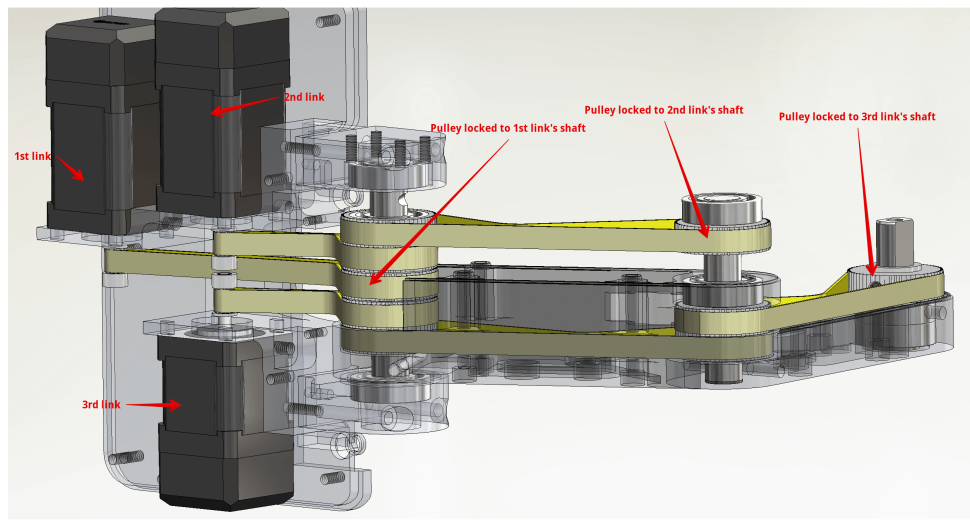 2nd link
Pulley locked to 2nd link's shaft
Pulley locked to 3rd link's shaft
Pulley locked to 1st link's shaft
1st link
3rd link